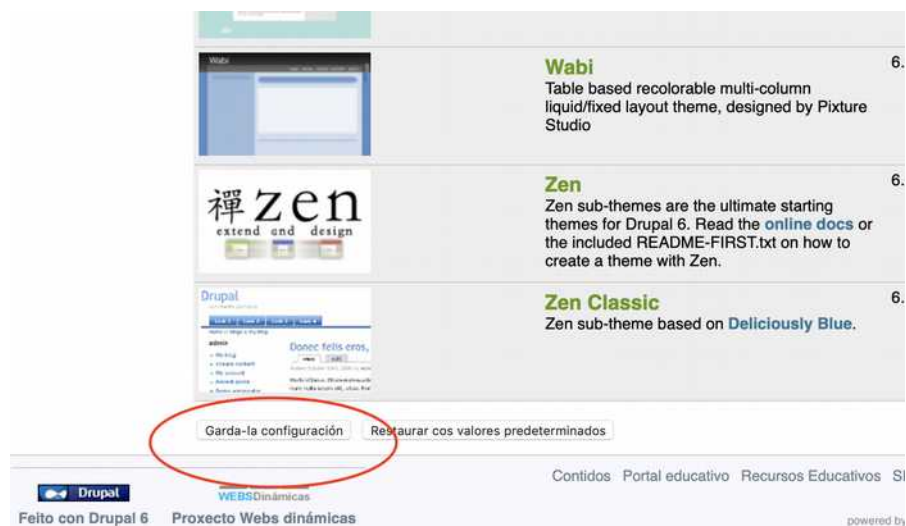 Wabi
Wabi
6.
Table based recolorable multi-column
liquid/fixed layout theme, designed by Pixture
Studio
禪 zen
extend and design
Zen
6.
Zen sub-themes are the ultimate starting
themes for Drupal 6. Read the online docs or
the included README-FIRST.txt on how to
create a theme with Zen.
Drupal
admin
Donec felis eros,
Zen Classic
6.
Zen sub-theme based on Deliciously Blue.
Garda-la configuración
Restaurar cos valores predeterminados
Contidos Portal educativo Recursos Educativos
Drupal
WEBSDinámicas
Feito con Drupal 6
Proxecto Webs dinámicas
powered by